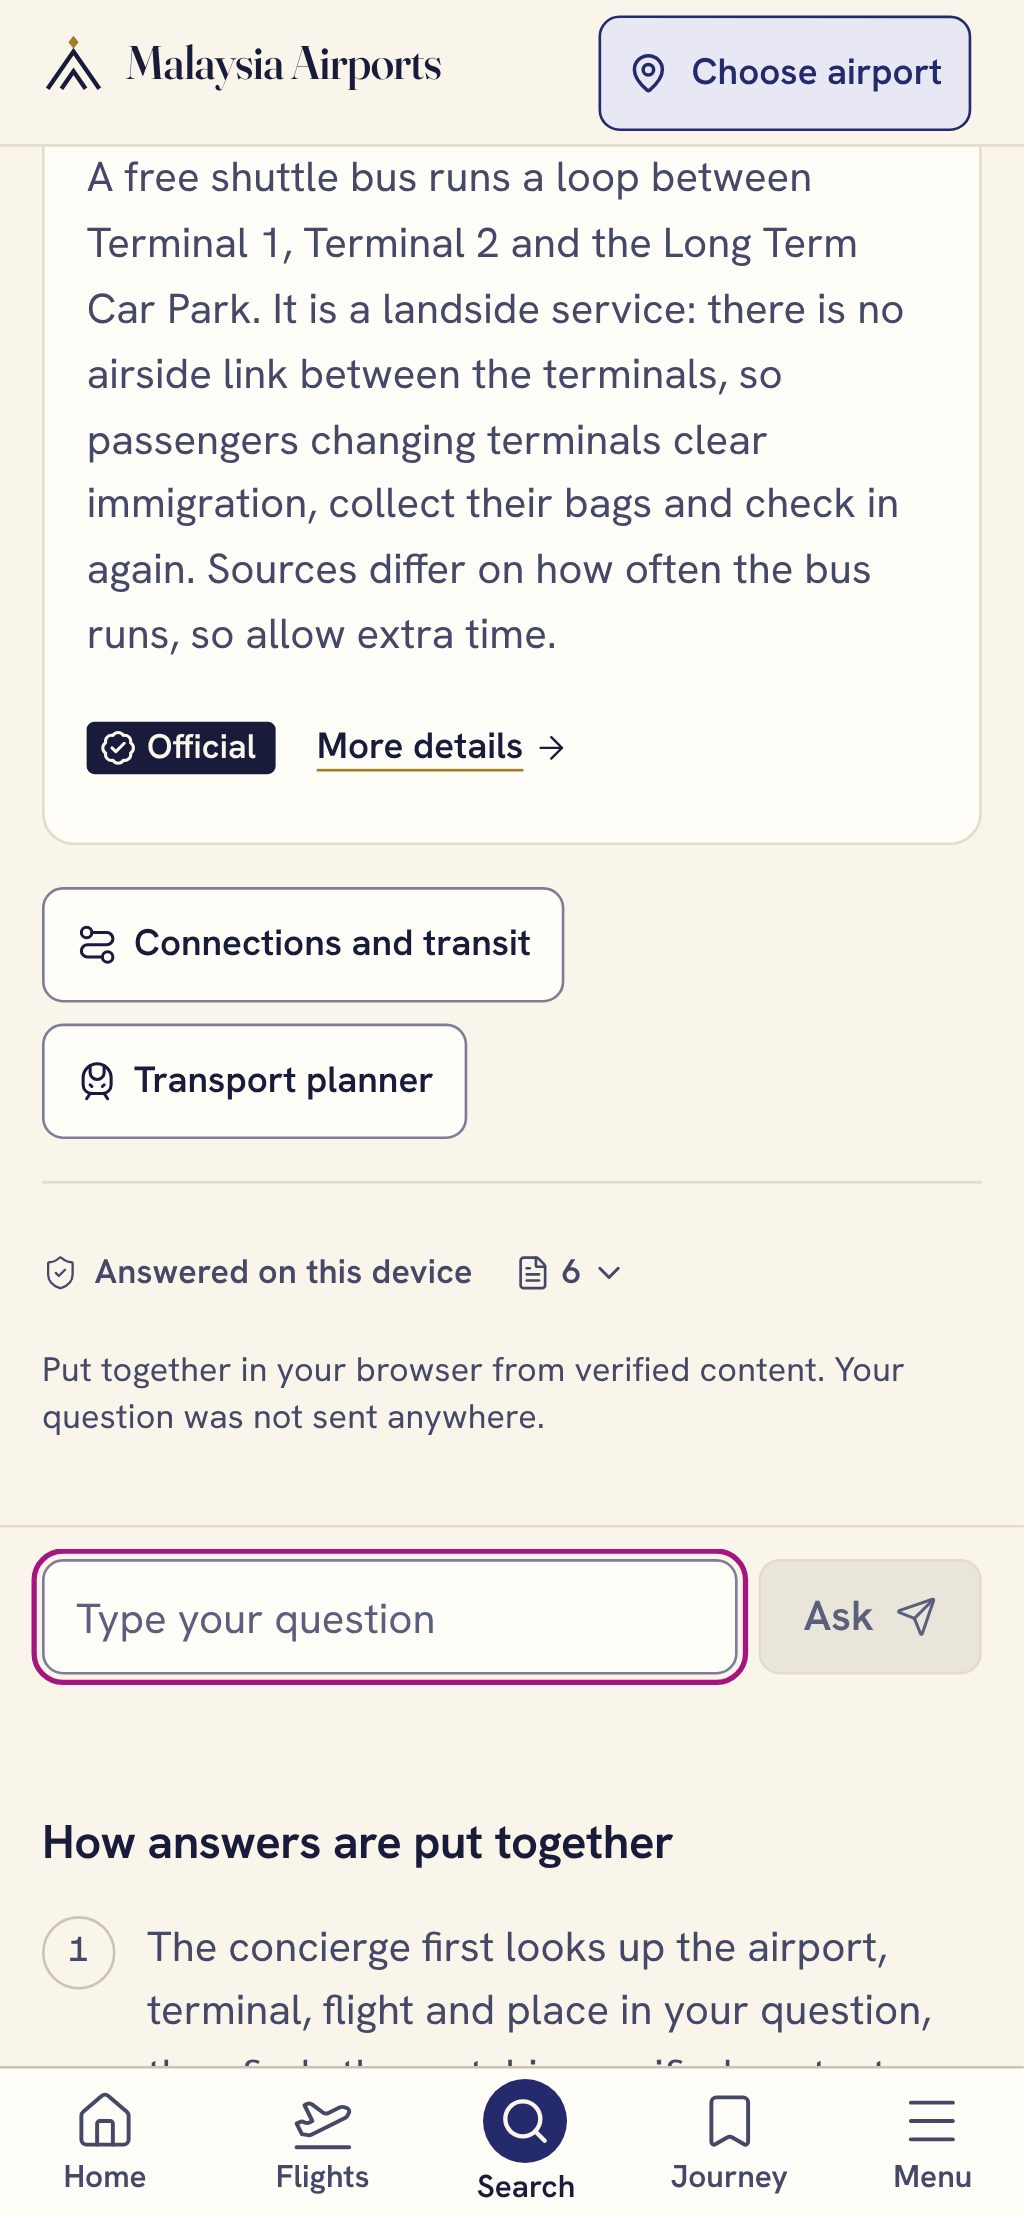 Malaysia Airports
Choose airport
A free shuttle bus runs a loop between
Terminal 1, Terminal 2 and the Long Term
Car Park. It is a landside service: there is no
airside link between the terminals, so
passengers changing terminals clear
immigration, collect their bags and check in
again. Sources differ on how often the bus
runs, so allow extra time.
Official
More details
Connections and transit
Transport planner
Answered on this device
6
Put together in your browser from verified content. Your
question was not sent anywhere.
Type your question
Ask
How answers are put together
1
The concierge first looks up the airport,
terminal, flight and place in your question,
Home
Flights
Search
Journey
Menu